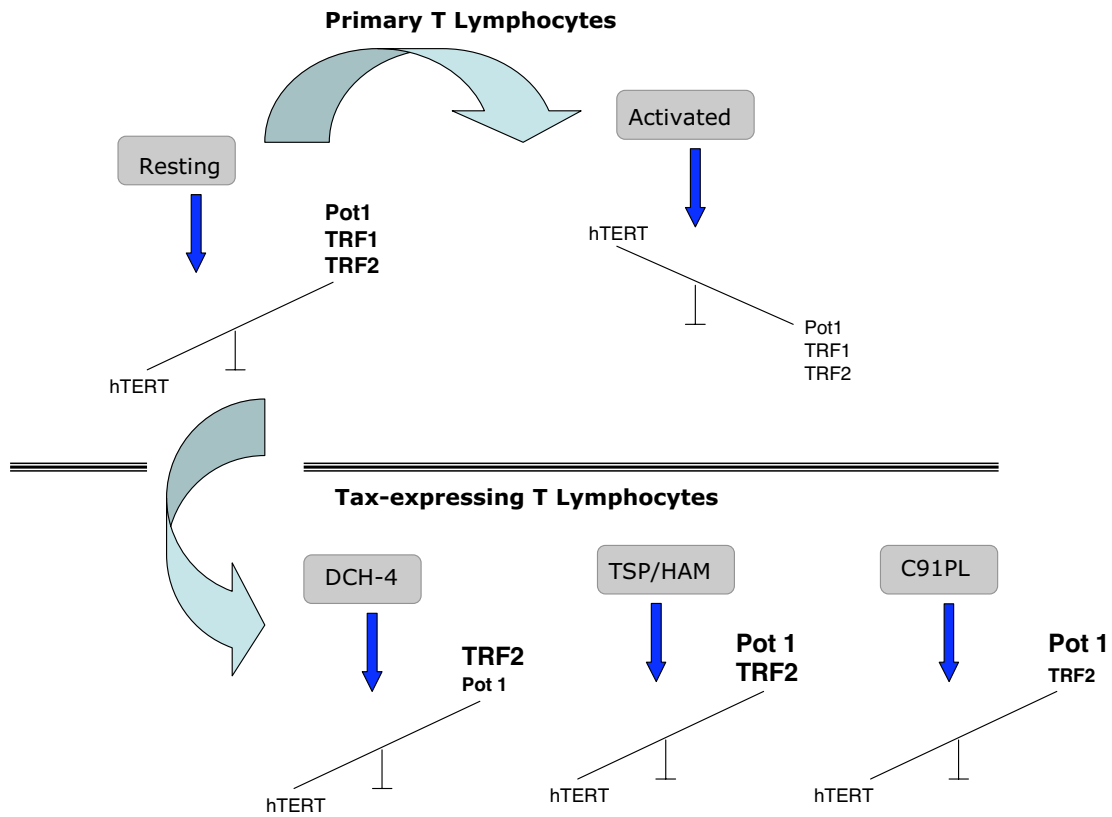 Primary T Lymphocytes
Resting
Activated
Pot1
TRF1
TRF2
hTERT
hTERT
Pot1
TRF1
TRF2
Tax-expressing T Lymphocytes
DCH-4
TSP/HAM
C91PL
TRF2
Pot 1
hTERT
Pot 1
TRF2
hTERT
Pot 1
TRF2
hTERT